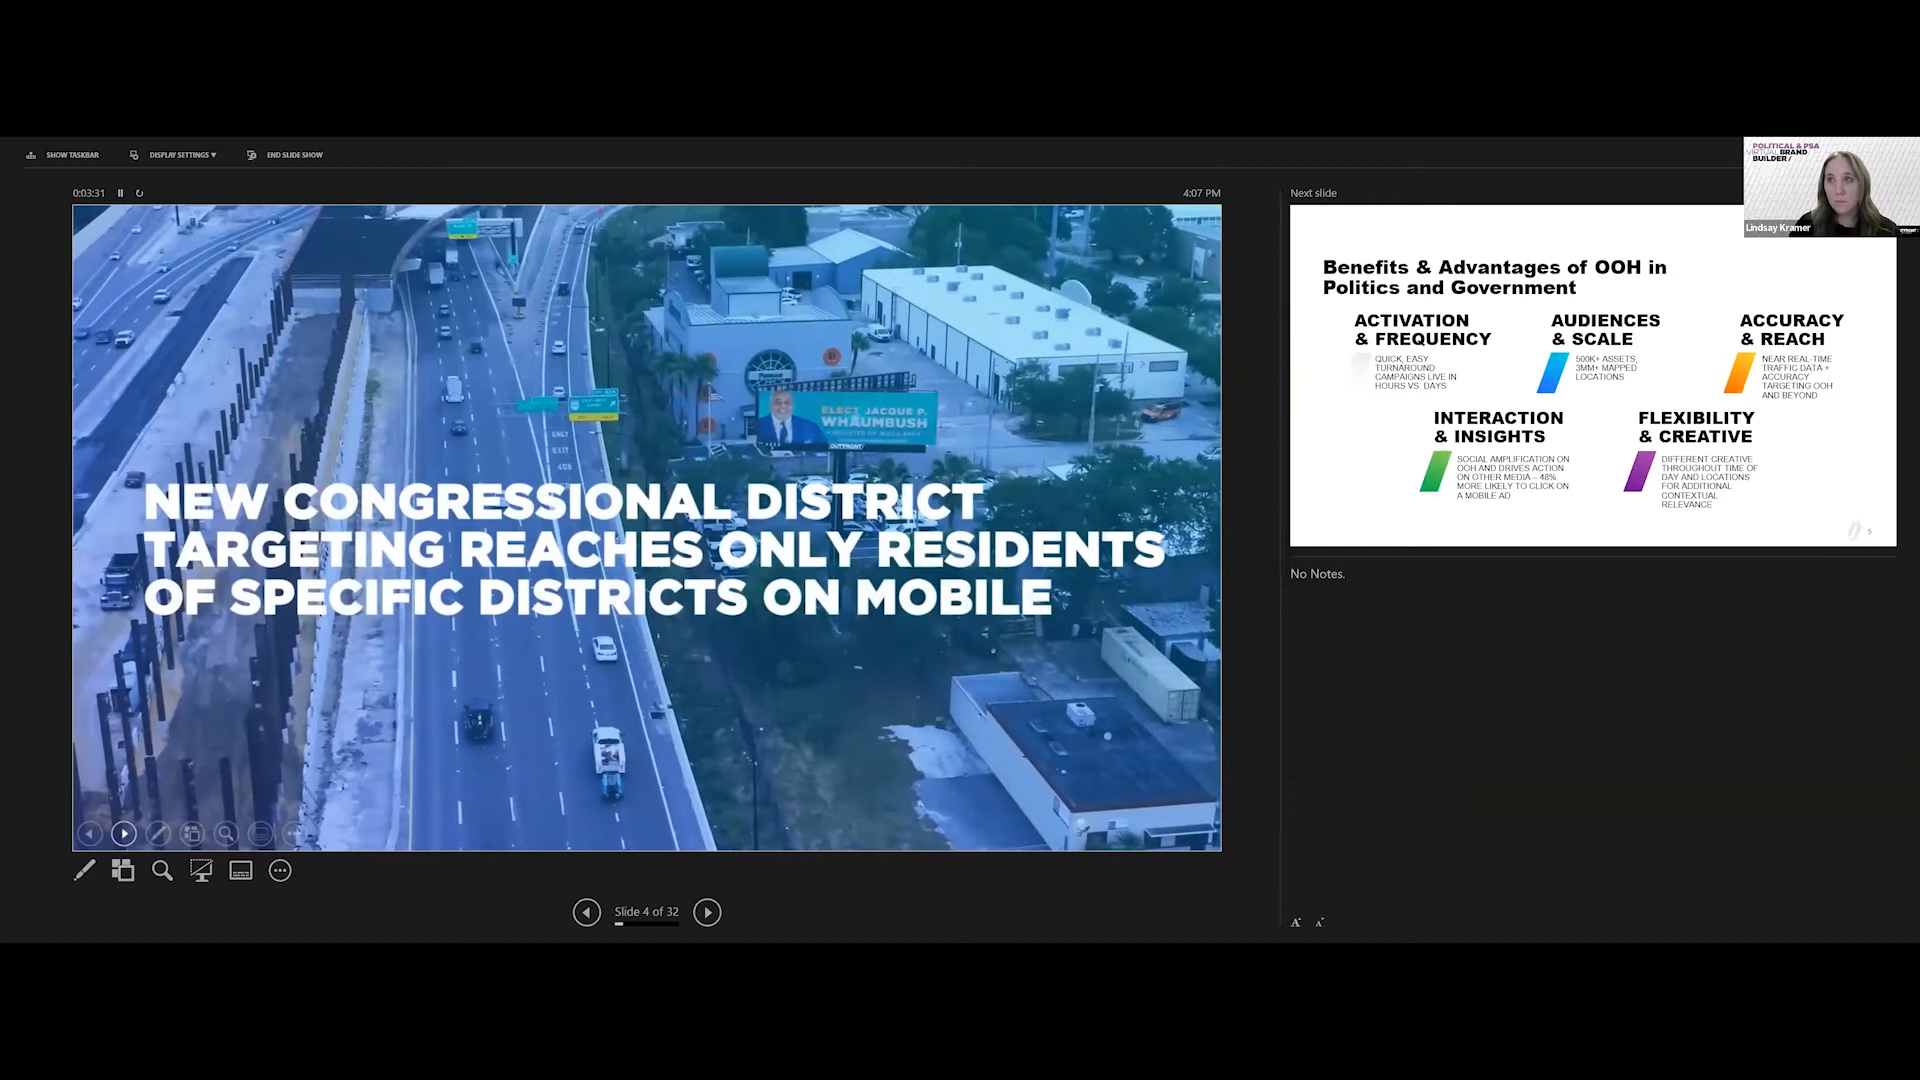 SHOW TASKBAR
DISPLAY SETTINGS ▾
END SLIDE SHOW
0:03:31
4:07 PM
ELECT JACQUE P.
WHAUMBUSH
OUTFRONT/
ONLY
EXIT
NEW CONGRESSIONAL DISTRICT
TARGETING REACHES ONLY RESIDENTS
OF SPECIFIC DISTRICTS ON MOBILE
Slide 4 of 32
Next slide
POLITICAL & PSA
VIRTUAL BRAND
BUILDER/
Lindsay Kramer
Benefits & Advantages of OOH in
Politics and Government
ACTIVATION
& FREQUENCY
QUICK, EASY
TURNAROUND
CAMPAIGNS LIVE IN
HOURS VS. DAYS
AUDIENCES
& SCALE
500K+ ASSETS,
3MM+ MAPPED
LOCATIONS
ACCURACY
& REACH
NEAR REAL-TIME
TRAFFIC DATA +
ACCURACY
TARGETING OOH
AND BEYOND
INTERACTION
& INSIGHTS
SOCIAL AMPLIFICATION ON
OOH AND DRIVES ACTION
ON OTHER MEDIA – 48%
MORE LIKELY TO CLICK ON
A MOBILE AD
FLEXIBILITY
& CREATIVE
DIFFERENT CREATIVE
THROUGHOUT TIME OF
DAY AND LOCATIONS
FOR ADDITIONAL
CONTEXTUAL
RELEVANCE
5
No Notes.